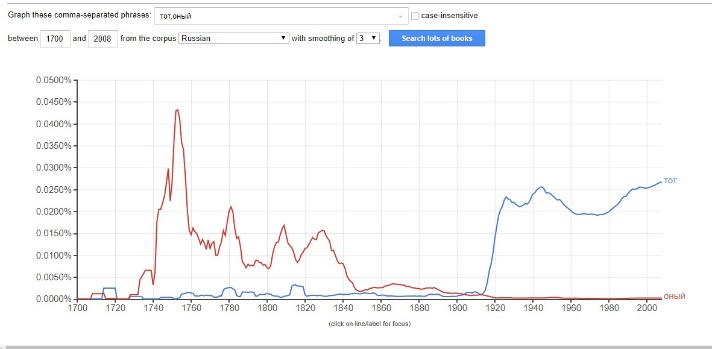 Graph these comma-separated phrases: тот,оный case-insensitive
between 1700 and 2008 from the corpus Russian with smoothing of 3 . Search lots of books
0.0500%
0.0450%
0.0400%
0.0350%
0.0300%
0.0250%
0.0200%
0.0150%
0.0100%
0.0050%
0.0000%
тот
оный
1700 1720 1740 1760 1780 1800 1820 1840 1860 1880 1900 1920 1940 1960 1980 2000
(click on line/label for focus)